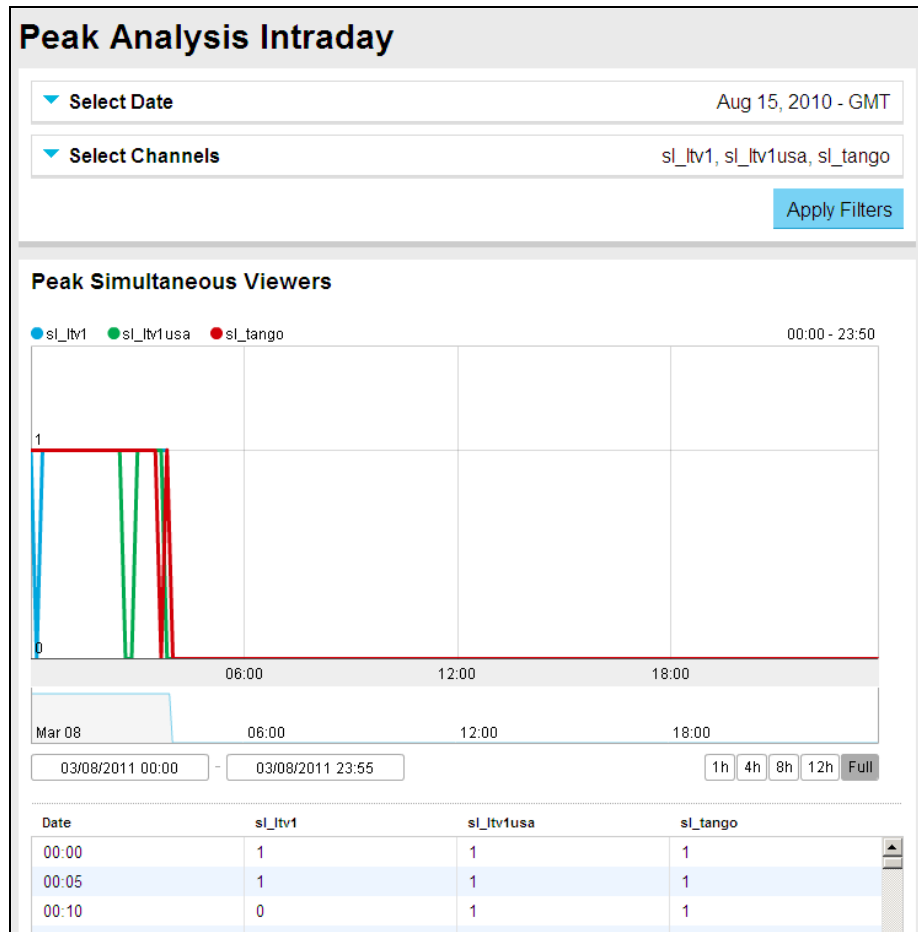 Peak Analysis Intraday
Select Date Aug 15, 2010 - GMT
Select Channels sl_ltv1, sl_ltv1usa, sl_tango
Apply Filters
Peak Simultaneous Viewers
sl_ltv1 sl_ltv1usa sl_tango 00:00 - 23:50
1
0
06:00 12:00 18:00
Mar 08 06:00 12:00 18:00
03/08/2011 00:00 - 03/08/2011 23:55 1h 4h 8h 12h Full
Date sl_ltv1 sl_ltv1usa sl_tango
00:00 1 1 1
00:05 1 1 1
00:10 0 1 1